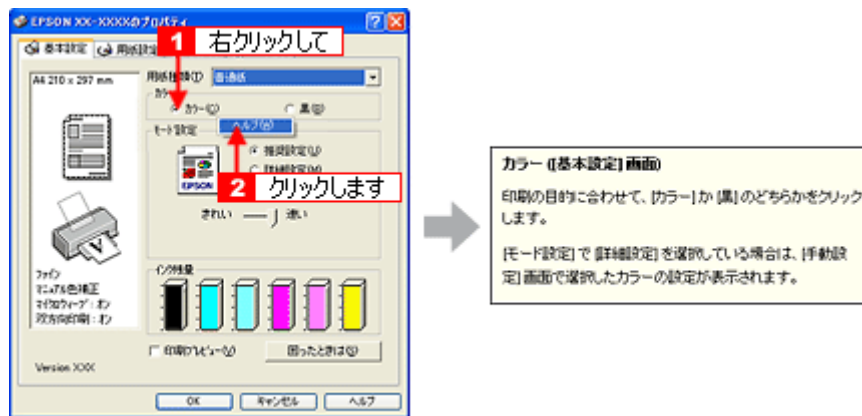 EPSON XX-XXXXのプロパティ
基本設定
用紙設定
1 右クリックして
A4 210 x 297 mm
用紙種類(T)
普通紙
カラー
カラー(C)
黒(B)
ヘルプ(H)
モード設定
推奨設定(U)
詳細設定(M)
EPSON
2 クリックします
きれい
速い
ファイン
マニュアル色補正
マイクロウィーブ : オン
双方向印刷 : オン
インク残量
印刷プレビュー(V)
困ったときは(S)
Version XXX
OK
キャンセル
ヘルプ
カラー ([基本設定] 画面)
印刷の目的に合わせて、[カラー] か [黒] のどちらかをクリック
します。
[モード設定] で [詳細設定] を選択している場合は、[手動設
定] 画面で選択したカラーの設定が表示されます。